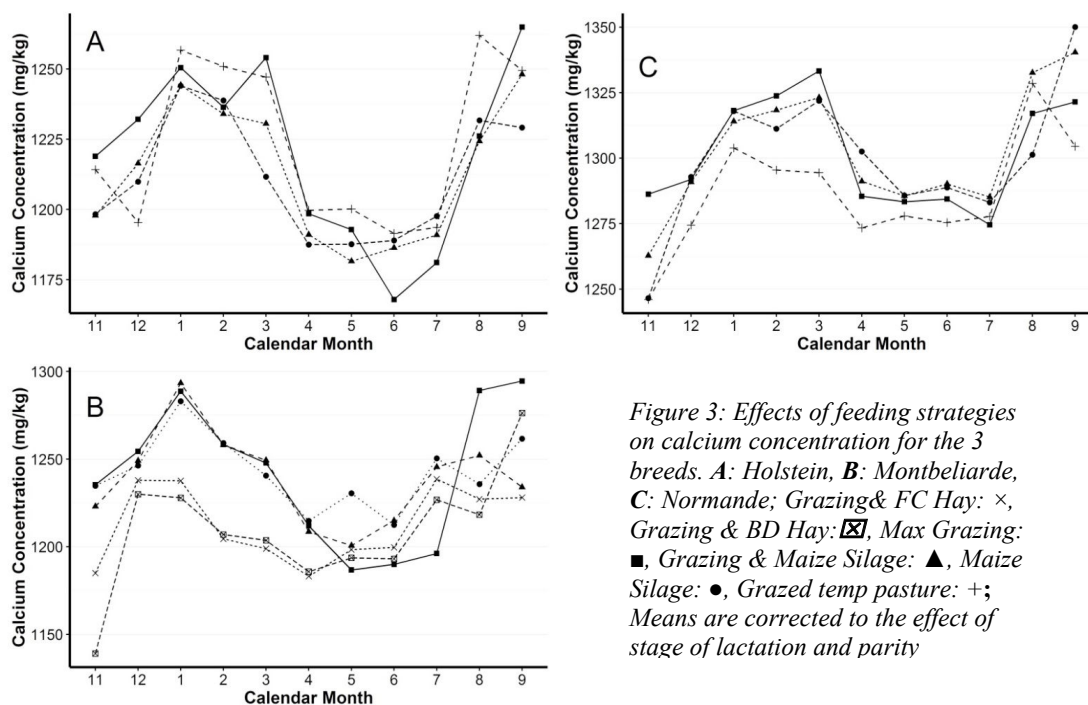 A
Calcium Concentration (mg/kg)
1250
1225
1200
1175
11 12 1 2 3 4 5 6 7 8 9
Calendar Month
C
Calcium Concentration (mg/kg)
1350
1325
1300
1275
1250
11 12 1 2 3 4 5 6 7 8 9
Calendar Month
B
Calcium Concentration (mg/kg)
1300
1250
1200
1150
11 12 1 2 3 4 5 6 7 8 9
Calendar Month
Figure 3: Effects of feeding strategies
on calcium concentration for the 3
breeds. A: Holstein, B: Montbeliarde,
C: Normande; Grazing& FC Hay: ×,
Grazing & BD Hay:☒, Max Grazing:
■, Grazing & Maize Silage: ▲, Maize
Silage: ●, Grazed temp pasture: +;
Means are corrected to the effect of
stage of lactation and parity